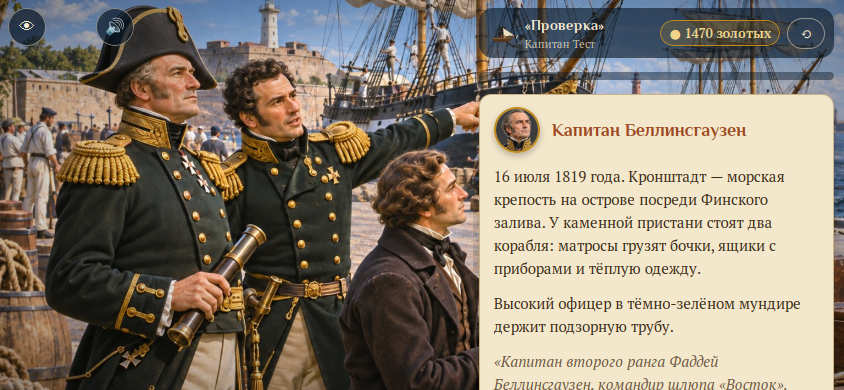 «Проверка»
Капитан Тест
1470 золотых
Капитан Беллинсгаузен
16 июля 1819 года. Кронштадт — морская
крепость на острове посреди Финского
залива. У каменной пристани стоят два
корабля: матросы грузят бочки, ящики с
приборами и тёплую одежду.
Высокий офицер в тёмно-зелёном мундире
держит подзорную трубу.
«Капитан второго ранга Фаддей
Беллинсгаузен, командир шлюпа «Восток»,